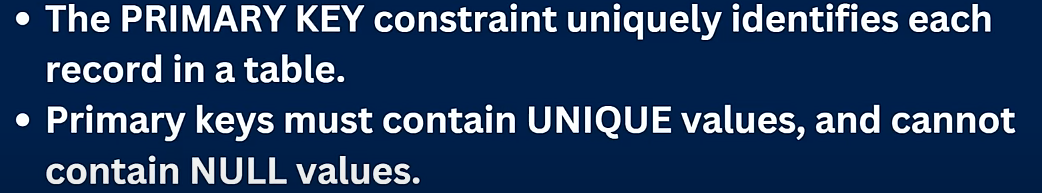 • The PRIMARY KEY constraint uniquely identifies each
record in a table.
• Primary keys must contain UNIQUE values, and cannot
contain NULL values.